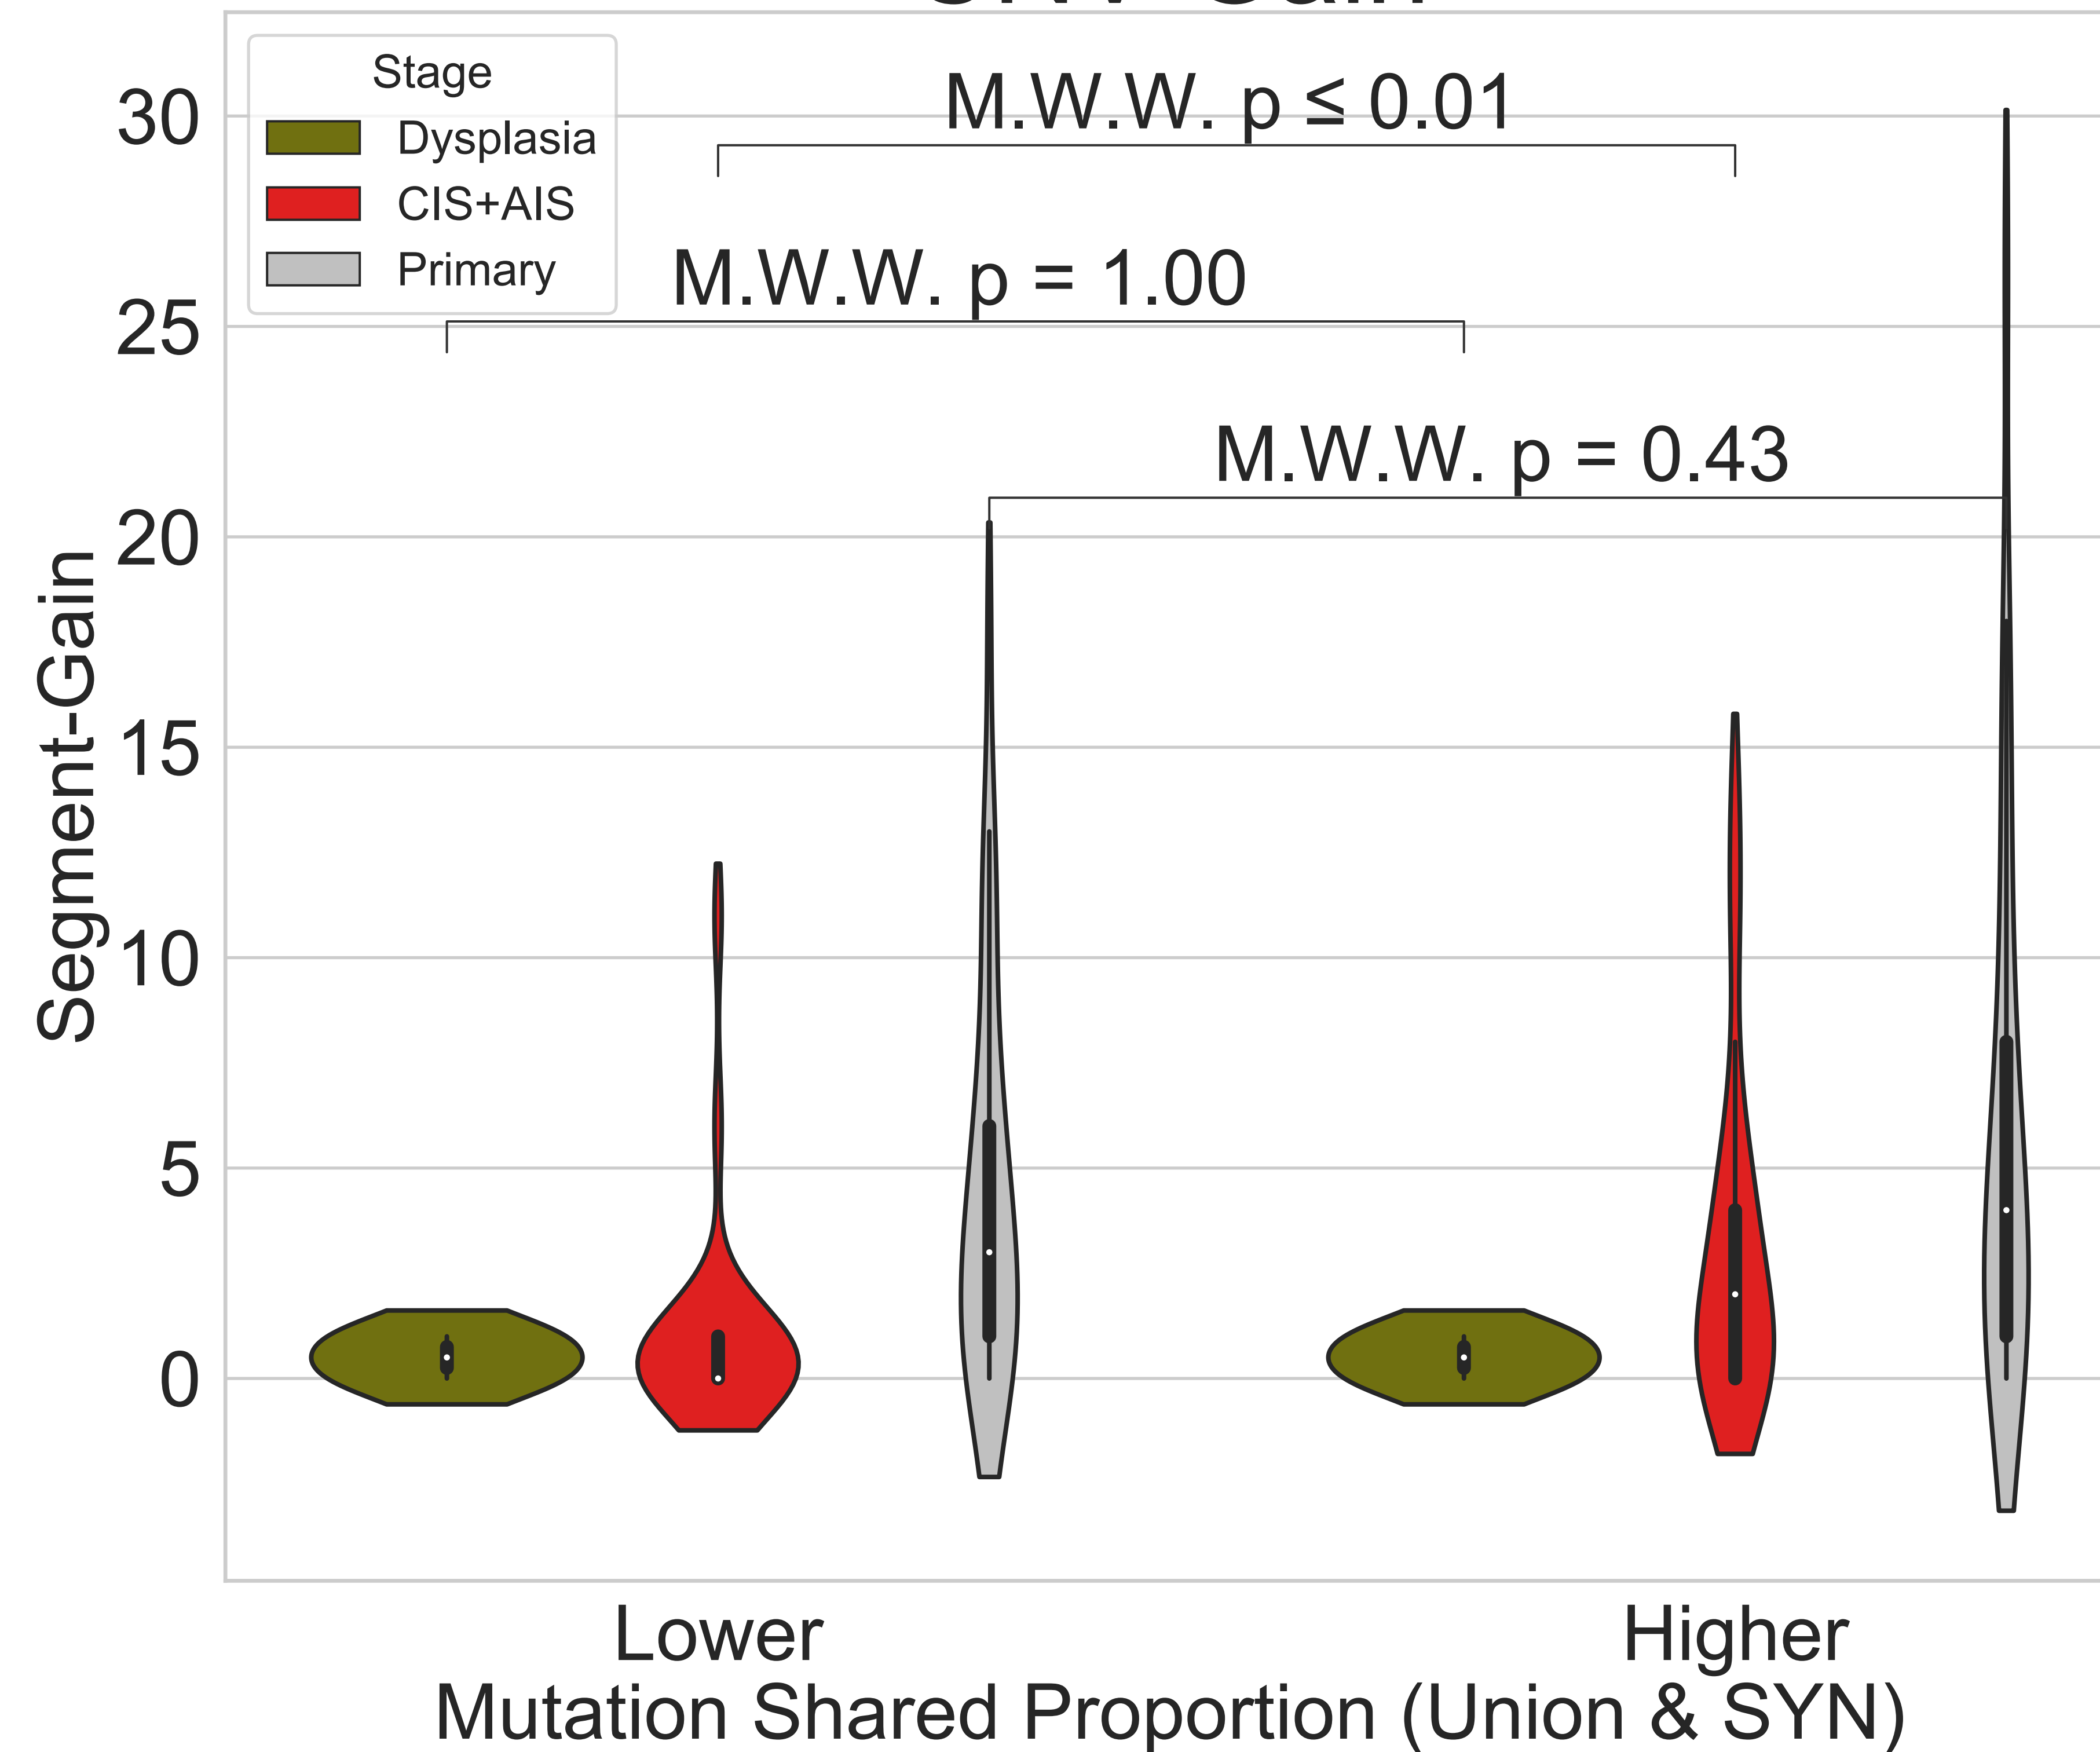 Stage
Dysplasia
CIS+AIS
Primary
M.W.W. p ≤ 0.01
M.W.W. p = 1.00
M.W.W. p = 0.43
30
25
20
15
10
5
0
Segment-Gain
Lower
Higher
Mutation Shared Proportion (Union & SYN)